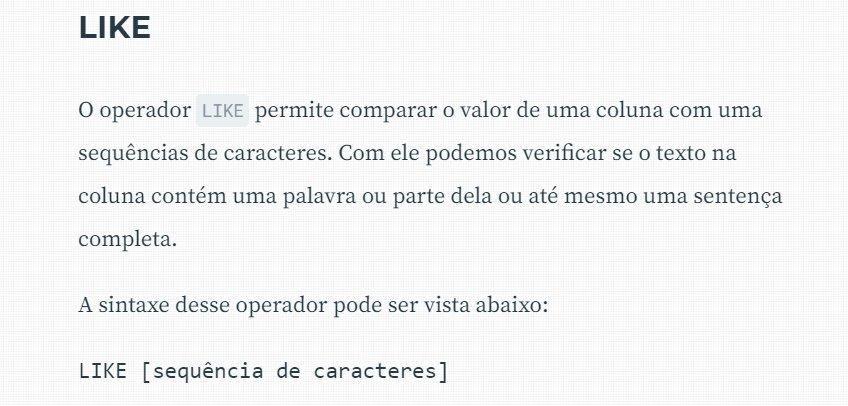 LIKE
O operador LIKE permite comparar o valor de uma coluna com uma
sequências de caracteres. Com ele podemos verificar se o texto na
coluna contém uma palavra ou parte dela ou até mesmo uma sentença
completa.
A sintaxe desse operador pode ser vista abaixo:
LIKE [sequência de caracteres]